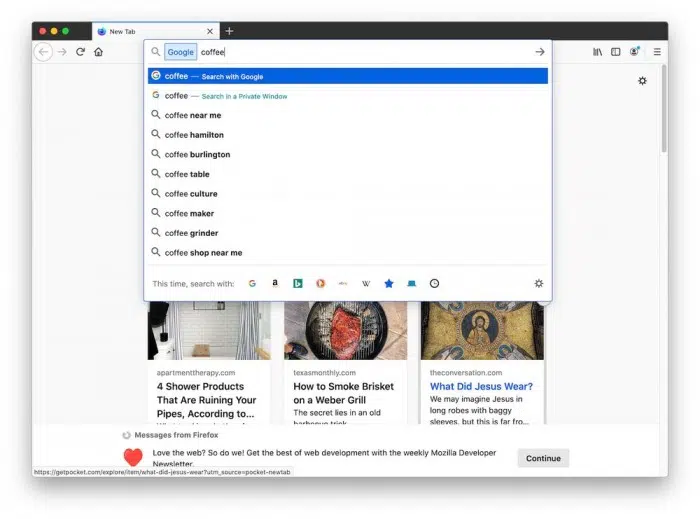 New Tab
Google coffee
coffee — Search with Google
coffee — Search in a Private Window
coffee near me
coffee hamilton
coffee burlington
coffee table
coffee culture
coffee maker
coffee grinder
coffee shop near me
This time, search with:
apartmenttherapy.com
4 Shower Products
That Are Ruining Your
Pipes, According to...
texasmonthly.com
How to Smoke Brisket
on a Weber Grill
The secret lies in an old
barbecue trick
theconversation.com
What Did Jesus Wear?
We may imagine Jesus in
long robes with baggy
sleeves, but this is far fro...
Messages from Firefox
Love the web? So do we! Get the best of web development with the weekly Mozilla Developer
Newsletter.
Continue
https://getpocket.com/explore/item/what-did-jesus-wear?utm_source=pocket-newtab